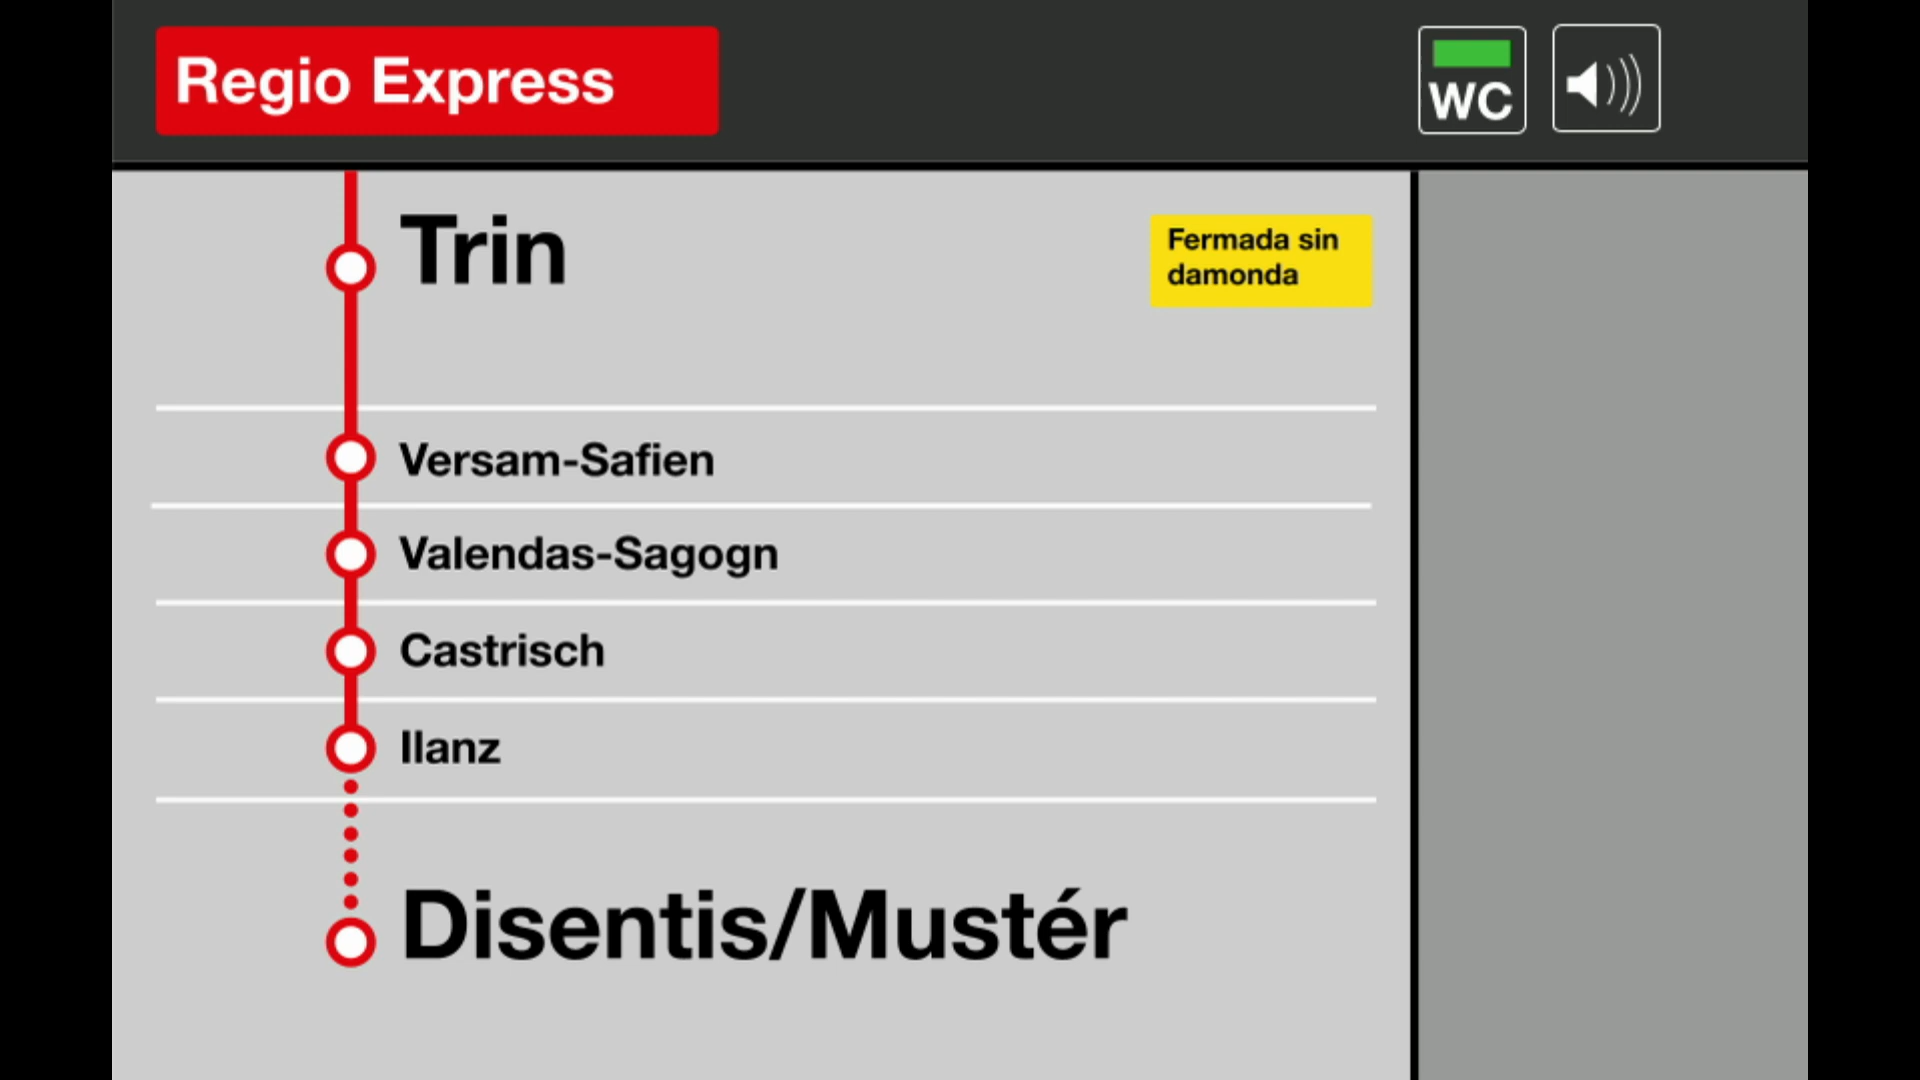 Regio Express
WC
Trin
Fermada sin
damonda
Versam-Safien
Valendas-Sagogn
Castrisch
Ilanz
Disentis/Mustér